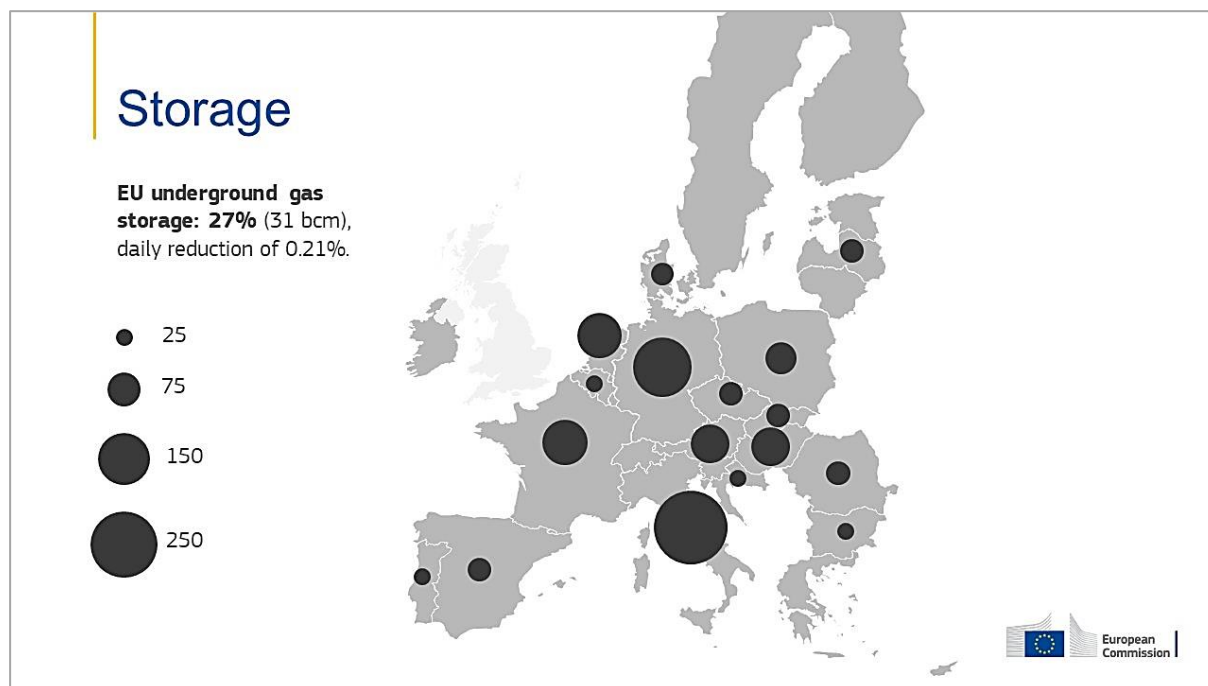 Storage
EU underground gas
storage: 27% (31 bcm),
daily reduction of 0.21%.
25
75
150
250
European
Commission